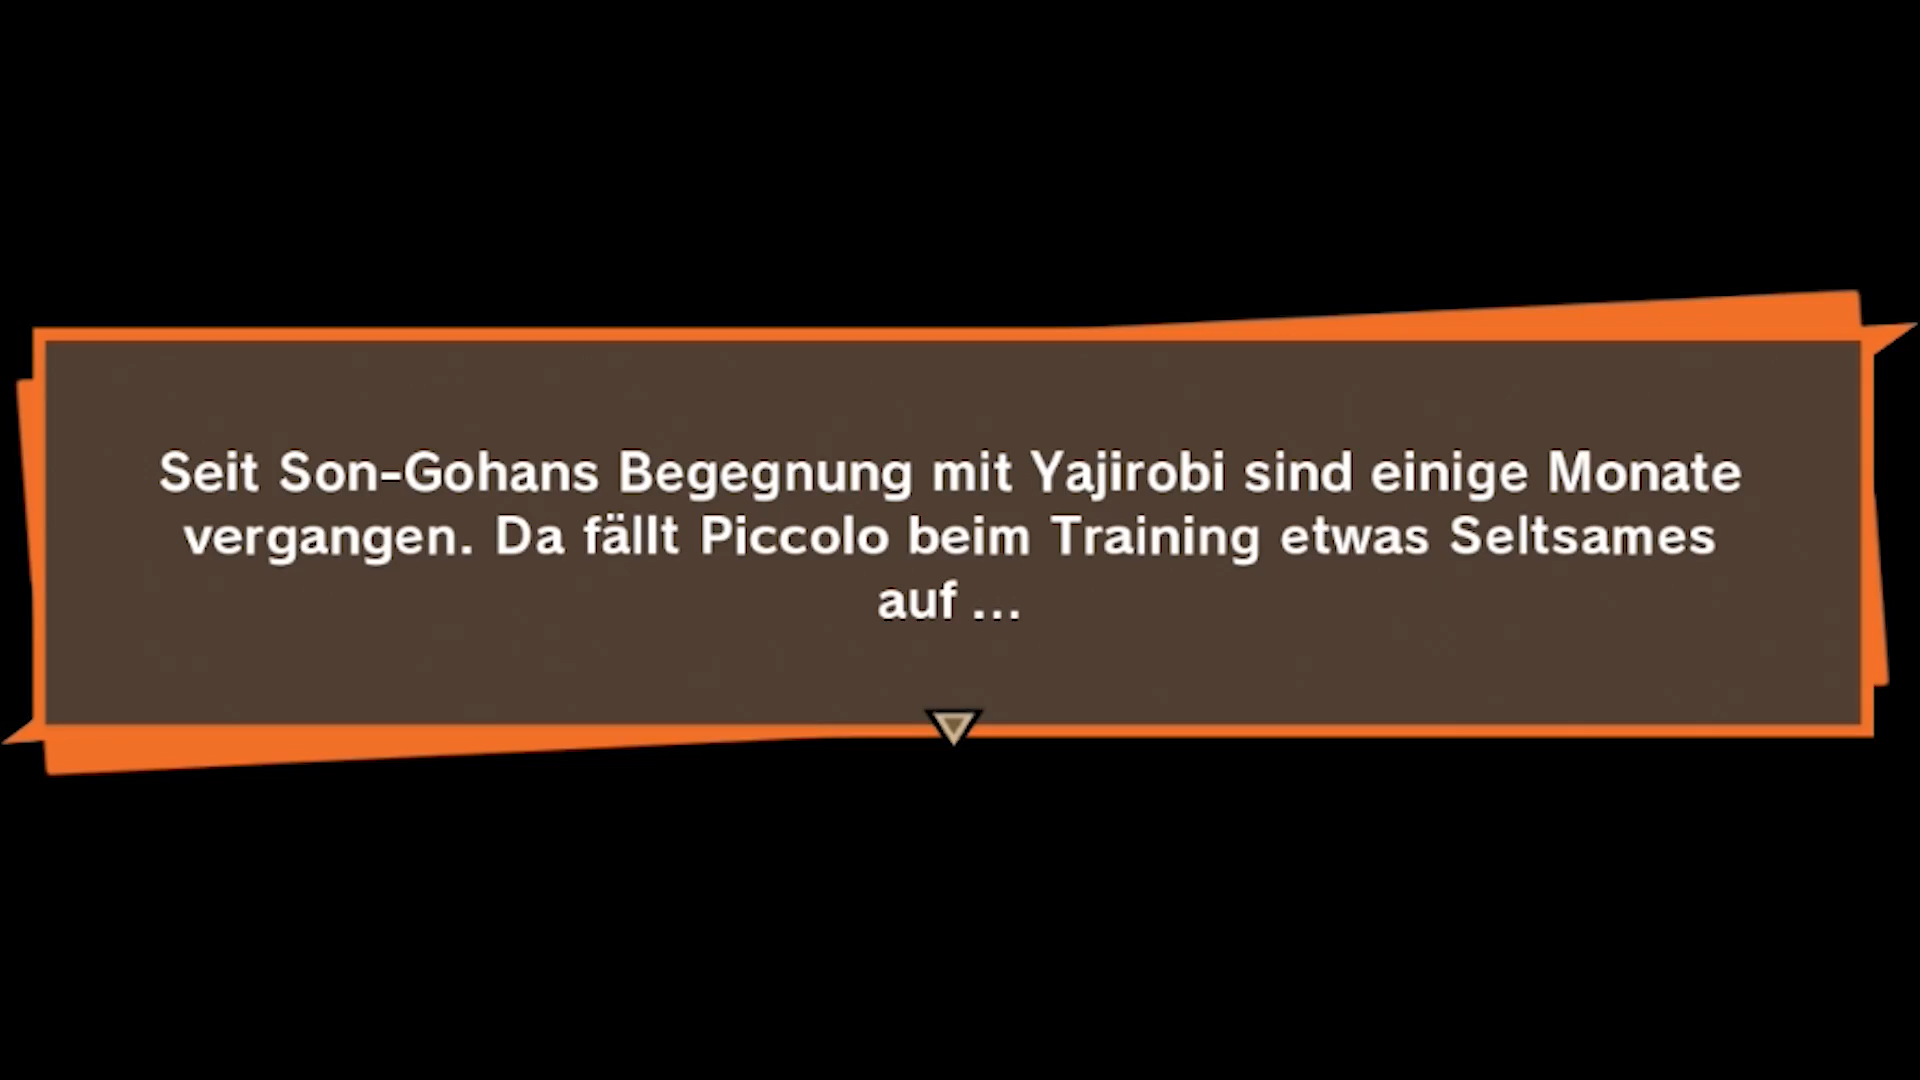 Seit Son-Gohans Begegnung mit Yajirobi sind einige Monate
vergangen. Da fällt Piccolo beim Training etwas Seltsames
auf ...